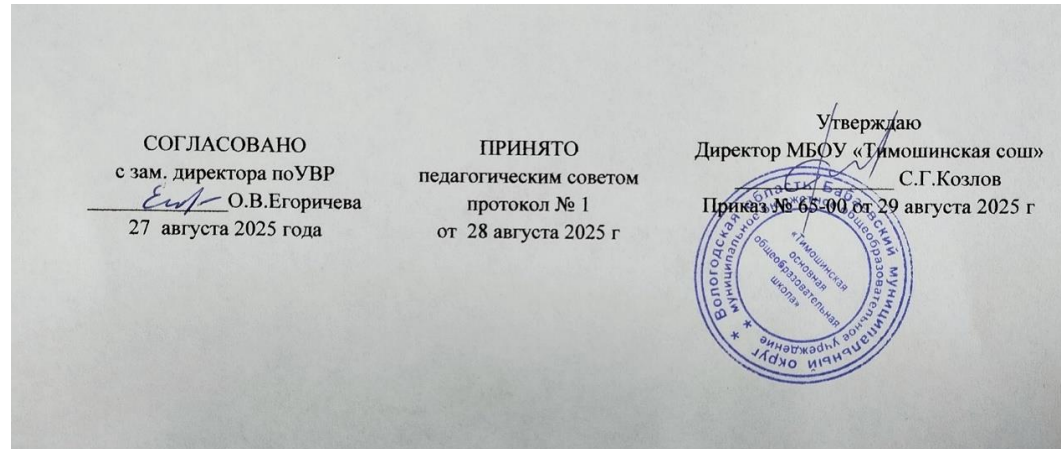 СОГЛАСОВАНО
с зам. директора поУВР
О.В.Егоричева
27 августа 2025 года
ПРИНЯТО
педагогическим советом
протокол № 1
от 28 августа 2025 г
Утверждаю
Директор МБОУ «Тимошинская сош»
С.Г.Козлов
Приказ № 65-00 от 29 августа 2025 г
Вологодская область Бабаевский муниципальный округ
муниципальное бюджетное общеобразовательное учреждение
«Тимошинская
основная
общеобразовательная
школа»